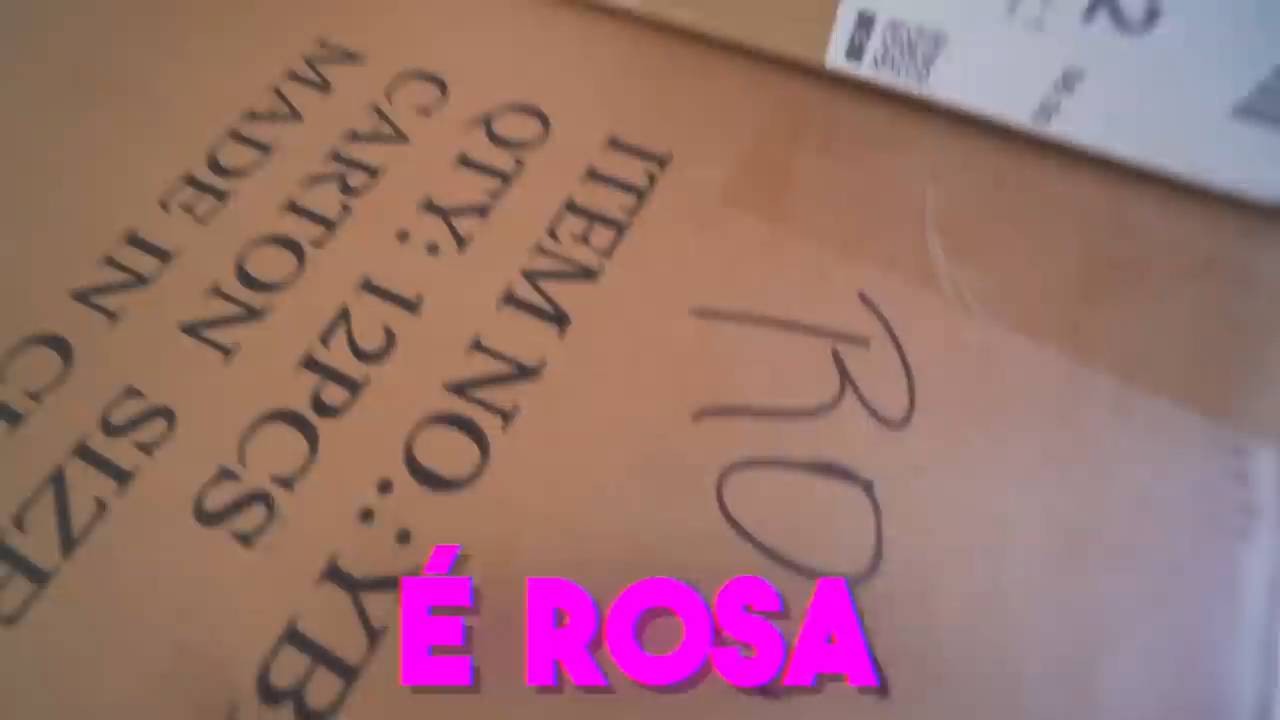 ITEM NO.:YB
QTY: 12PCS
CARTON SIZE
MADE IN
RO
É ROSA